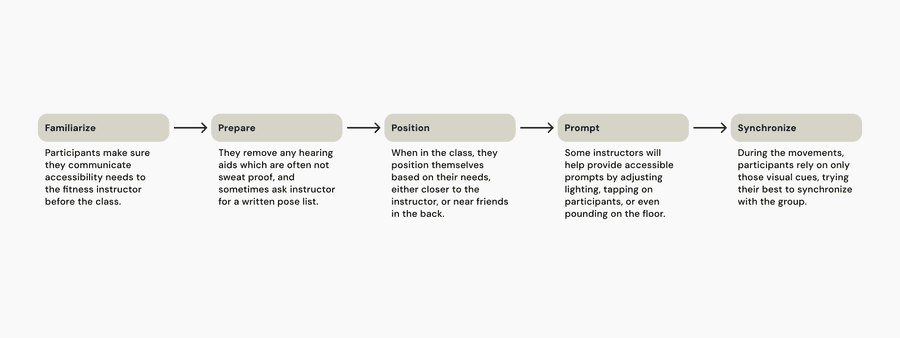 Familiarize
Participants make sure
they communicate
accessibility needs to
the fitness instructor
before the class.
Prepare
They remove any hearing
aids which are often not
sweat proof, and
sometimes ask instructor
for a written pose list.
Position
When in the class, they
position themselves
based on their needs,
either closer to the
instructor, or near friends
in the back.
Prompt
Some instructors will
help provide accessible
prompts by adjusting
lighting, tapping on
participants, or even
pounding on the floor.
Synchronize
During the movements,
participants rely on only
those visual cues, trying
their best to synchronize
with the group.